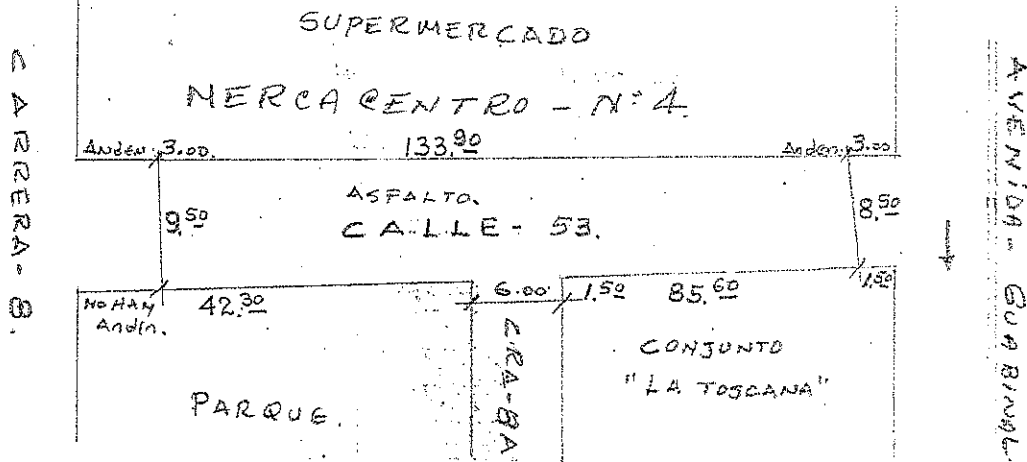 SUPERMERCADO
MERCACENTRO - Nº 4.
CARRERA - 8.
AVENIDA - GUABINAL
Anden 3.00. 133.90 Anden 3.00
ASFALTO.
9.50 CALLE - 53. 8.50
42.30 6.00 1.50 85.60 1.50
NO HAY
Anden.
CRA-8A
CONJUNTO
"LA TOSCANA"
PARQUE.